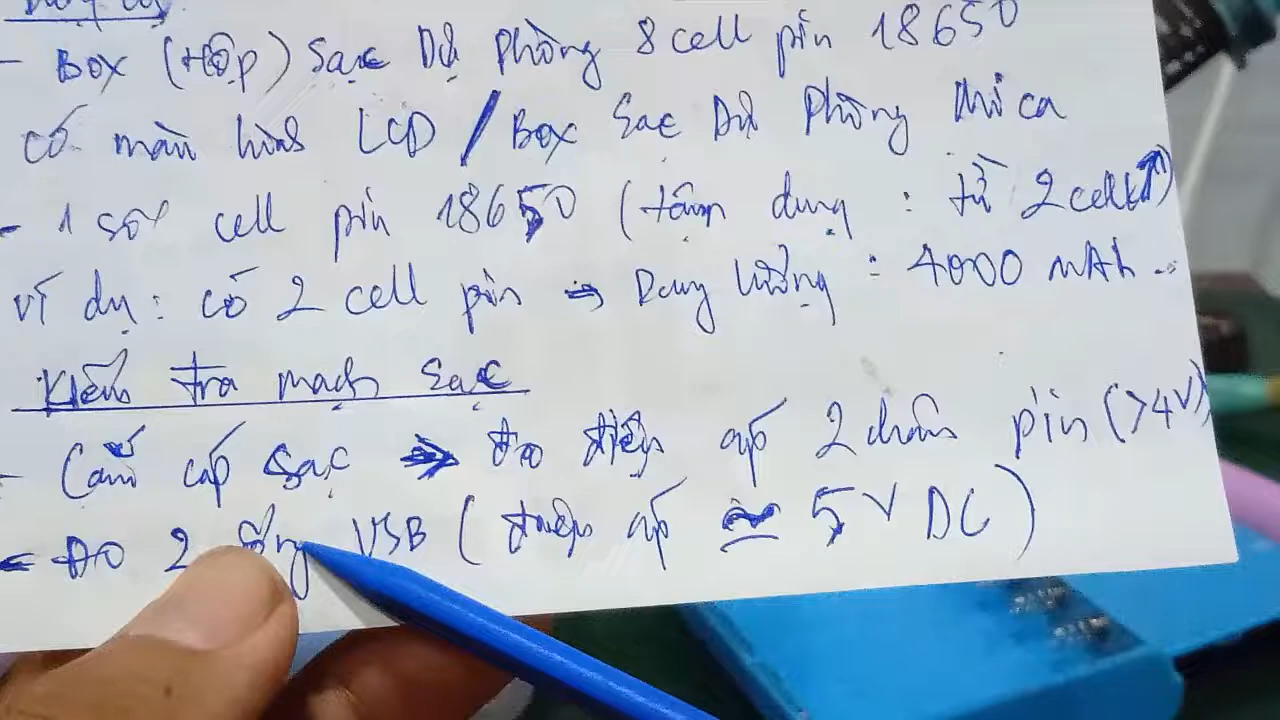 - Box (Hộp) Sạc Dự Phòng 8 cell pin 18650
có màn hình LCD / Box Sạc Dự Phòng Mica
- 1 số cell pin 18650 (tận dụng : từ 2 cell ↑)
Ví dụ : có 2 cell pin → Dung lượng : 4000 mAh ...
Kiểm tra mạch sạc
- Cắm cáp sạc → đo điện áp 2 chân pin (>4V)
- Đo 2 cổng USB ( điện áp ≈ 5V DC )